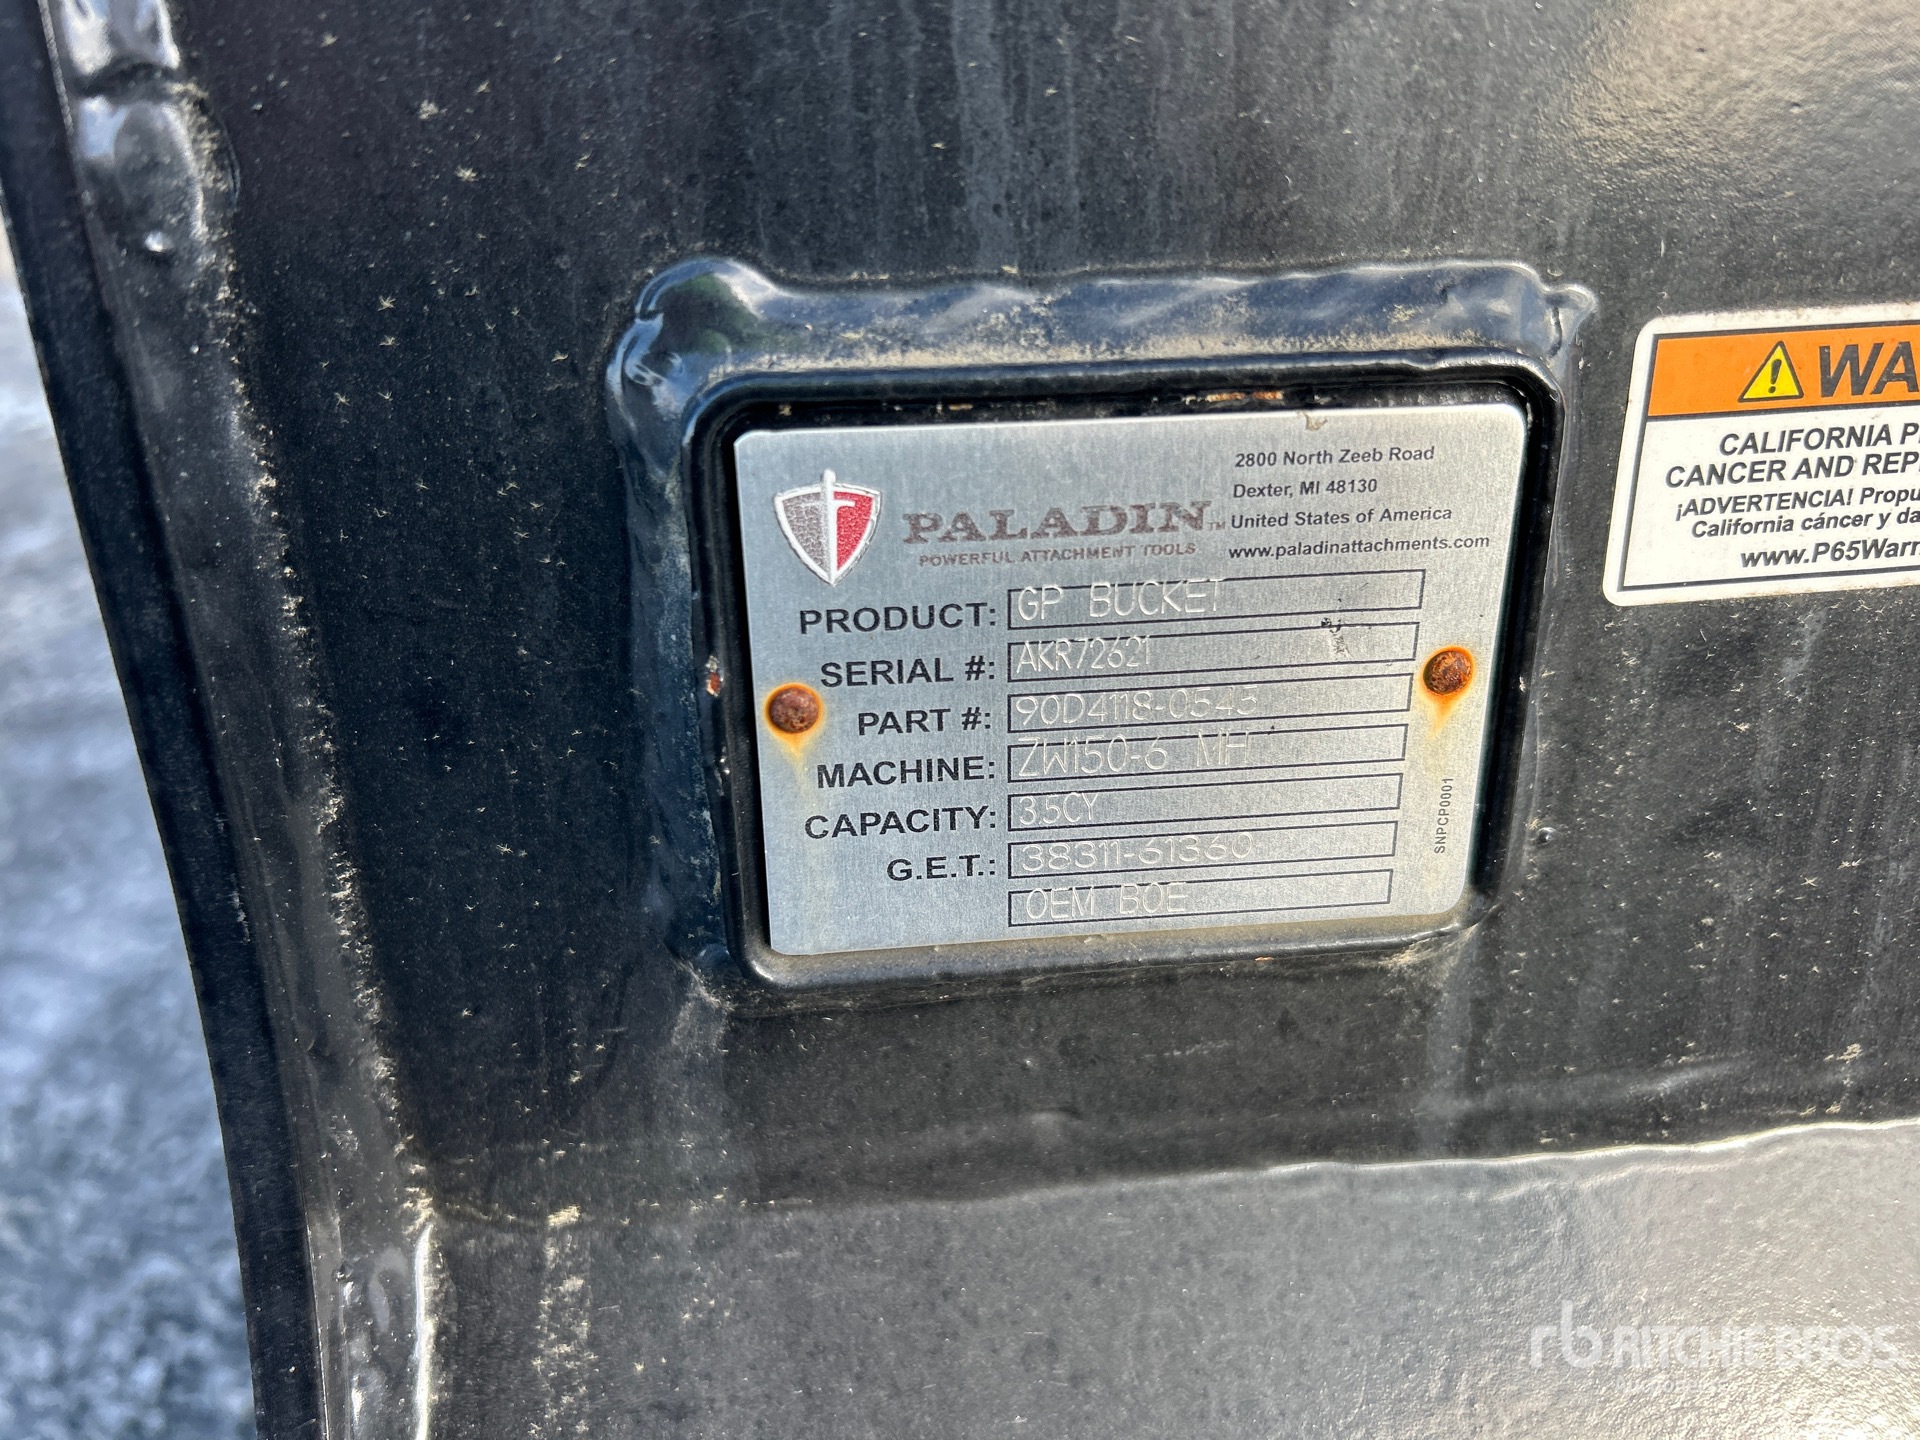 PALADIN™
POWERFUL ATTACHMENT TOOLS
2800 North Zeeb Road
Dexter, MI 48130
United States of America
www.paladinattachments.com
PRODUCT: GP BUCKET
SERIAL #: AKR72621
PART #: 90D4118-0543
MACHINE: ZW150-6 MH
CAPACITY: 3.5CY
G.E.T.: 38311-61360
OEM BOE
SNPCP0001
WA
CALIFORNIA P
CANCER AND REP
¡ADVERTENCIA! Propu
California cáncer y da
www.P65Warn
rb RITCHIE BROS